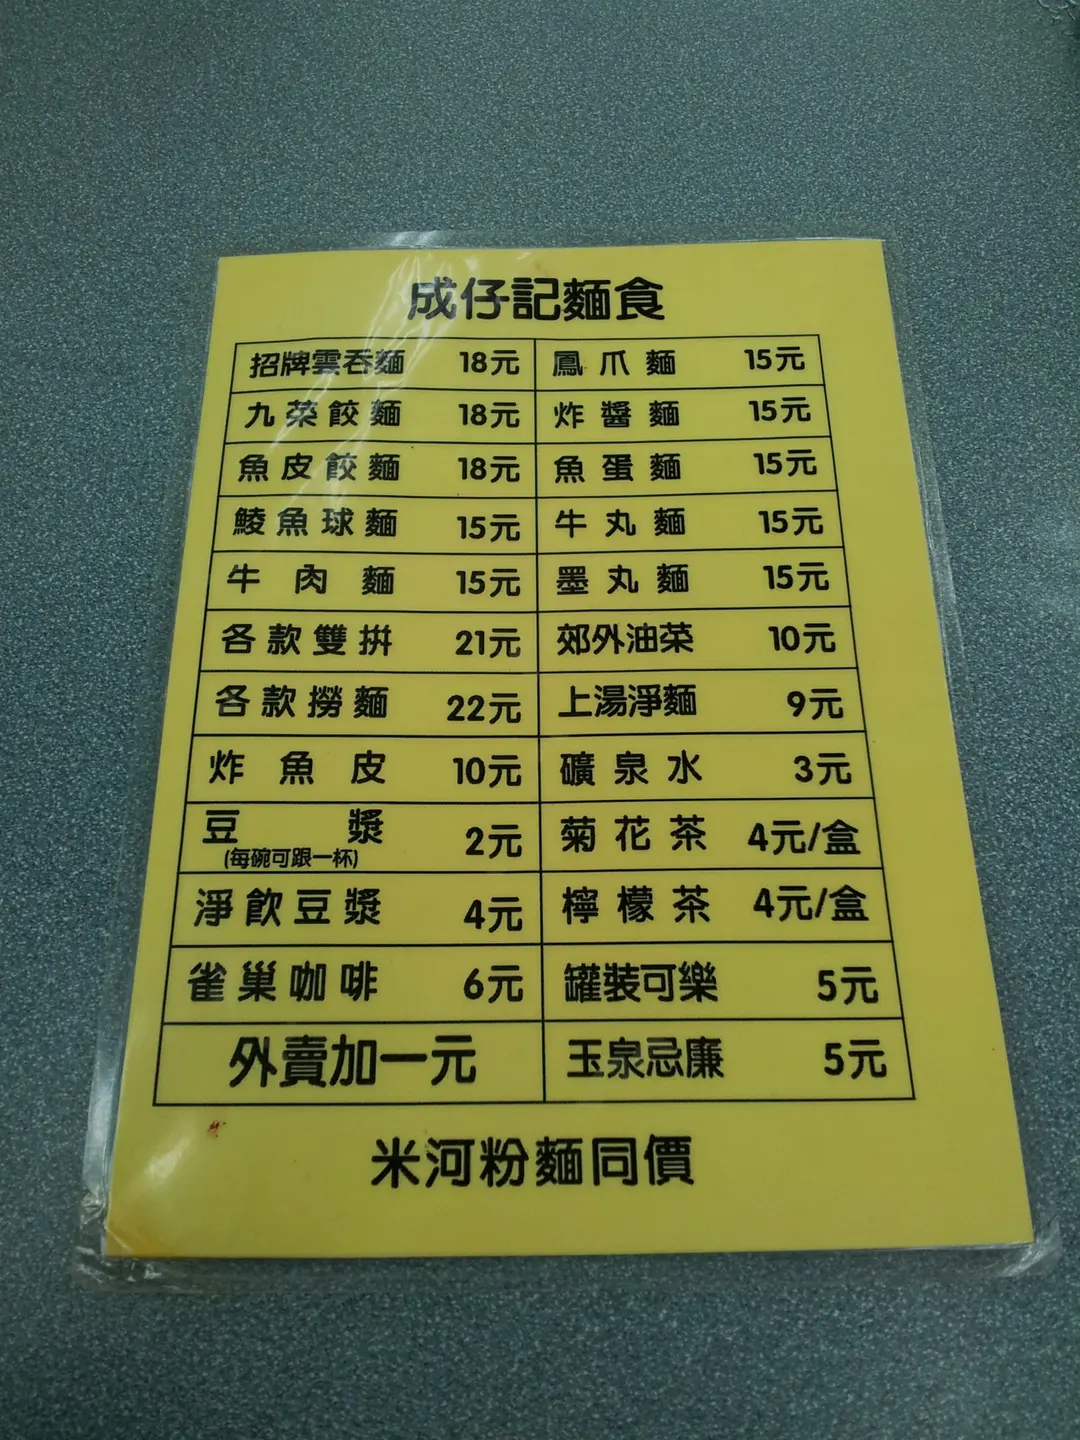 成仔記麵食
招牌雲吞麵 18元 鳳爪麵 15元
九菜餃麵 18元 炸醬麵 15元
魚皮餃麵 18元 魚蛋麵 15元
鯪魚球麵 15元 牛丸麵 15元
牛肉麵 15元 墨丸麵 15元
各款雙拚 21元 郊外油菜 10元
各款撈麵 22元 上湯淨麵 9元
炸魚皮 10元 礦泉水 3元
豆漿 2元 菊花茶 4元/盒
(每碗可跟一杯)
淨飲豆漿 4元 檸檬茶 4元/盒
雀巢咖啡 6元 罐裝可樂 5元
外賣加一元 玉泉忌廉 5元
米河粉麵同價